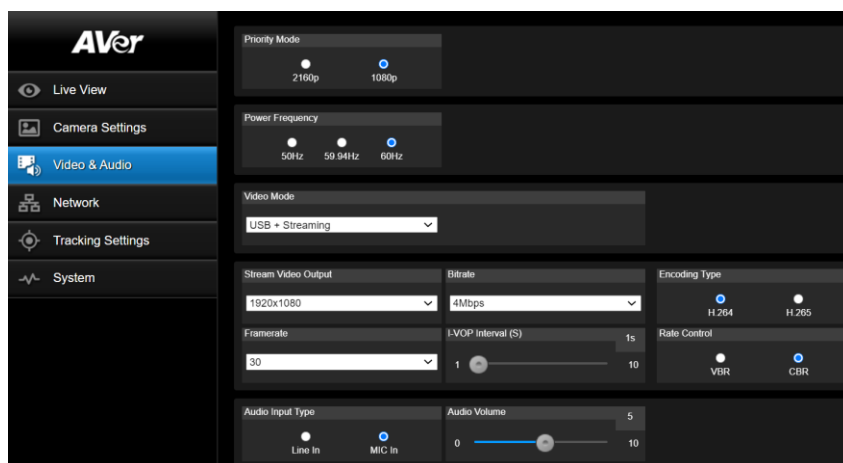 AVer
Live View
Camera Settings
Video & Audio
Network
Tracking Settings
System
Priority Mode
2160p 1080p
Power Frequency
50Hz 59.94Hz 60Hz
Video Mode
USB + Streaming
Stream Video Output Bitrate Encoding Type
1920x1080 4Mbps H.264 H.265
Framerate I-VOP Interval (S) 1s Rate Control
30 1 10 VBR CBR
Audio Input Type Audio Volume 5
Line In MIC In 0 10